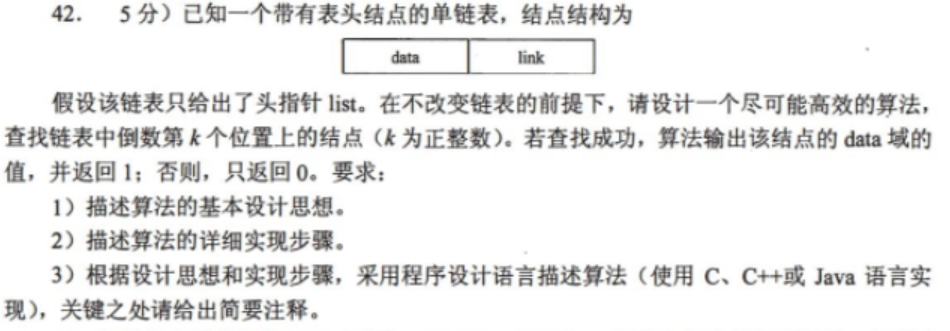 42. 5 分）已知一个带有表头结点的单链表，结点结构为
data link
假设该链表只给出了头指针 list。在不改变链表的前提下，请设计一个尽可能高效的算法，
查找链表中倒数第 k 个位置上的结点（k 为正整数）。若查找成功，算法输出该结点的 data 域的
值，并返回 1；否则，只返回 0。要求：
1）描述算法的基本设计思想。
2）描述算法的详细实现步骤。
3）根据设计思想和实现步骤，采用程序设计语言描述算法（使用 C、C++或 Java 语言实
现），关键之处请给出简要注释。